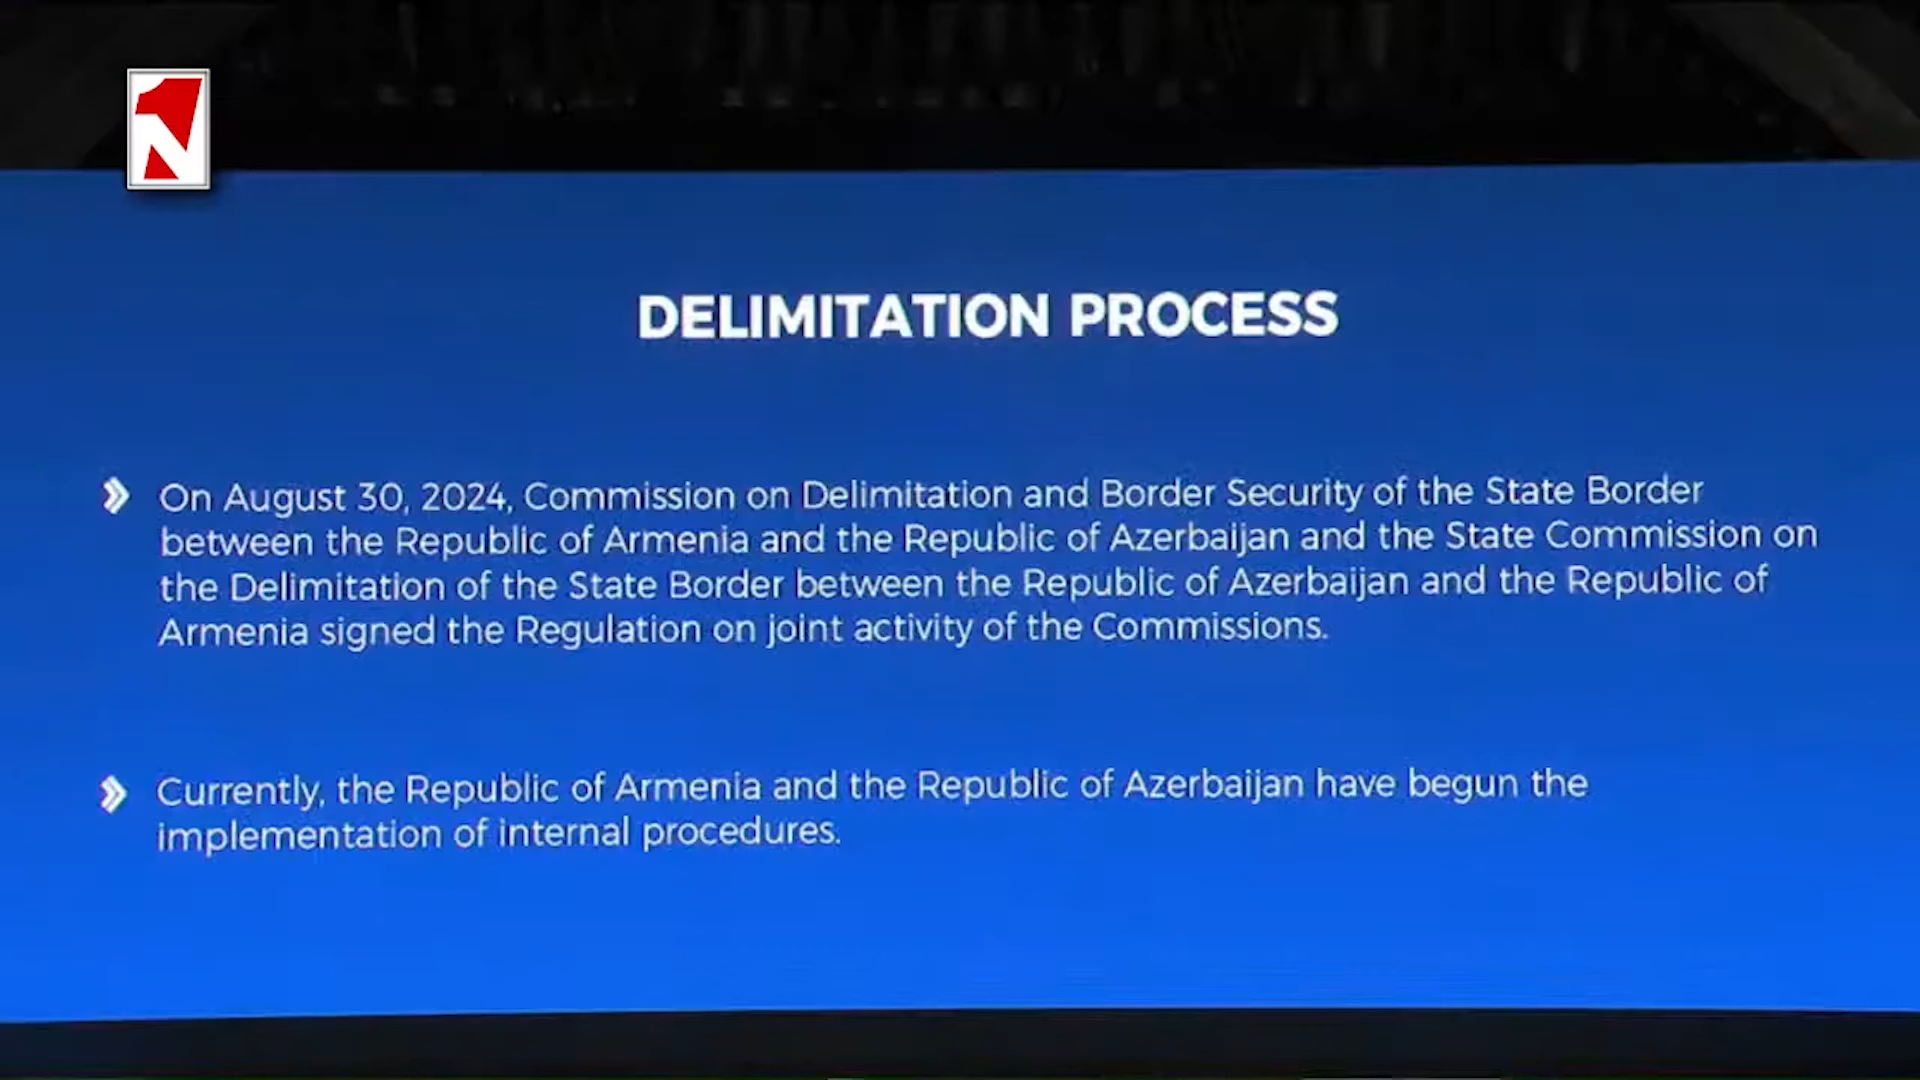 1N
DELIMITATION PROCESS
On August 30, 2024, Commission on Delimitation and Border Security of the State Border
between the Republic of Armenia and the Republic of Azerbaijan and the State Commission on
the Delimitation of the State Border between the Republic of Azerbaijan and the Republic of
Armenia signed the Regulation on joint activity of the Commissions.
Currently, the Republic of Armenia and the Republic of Azerbaijan have begun the
implementation of internal procedures.